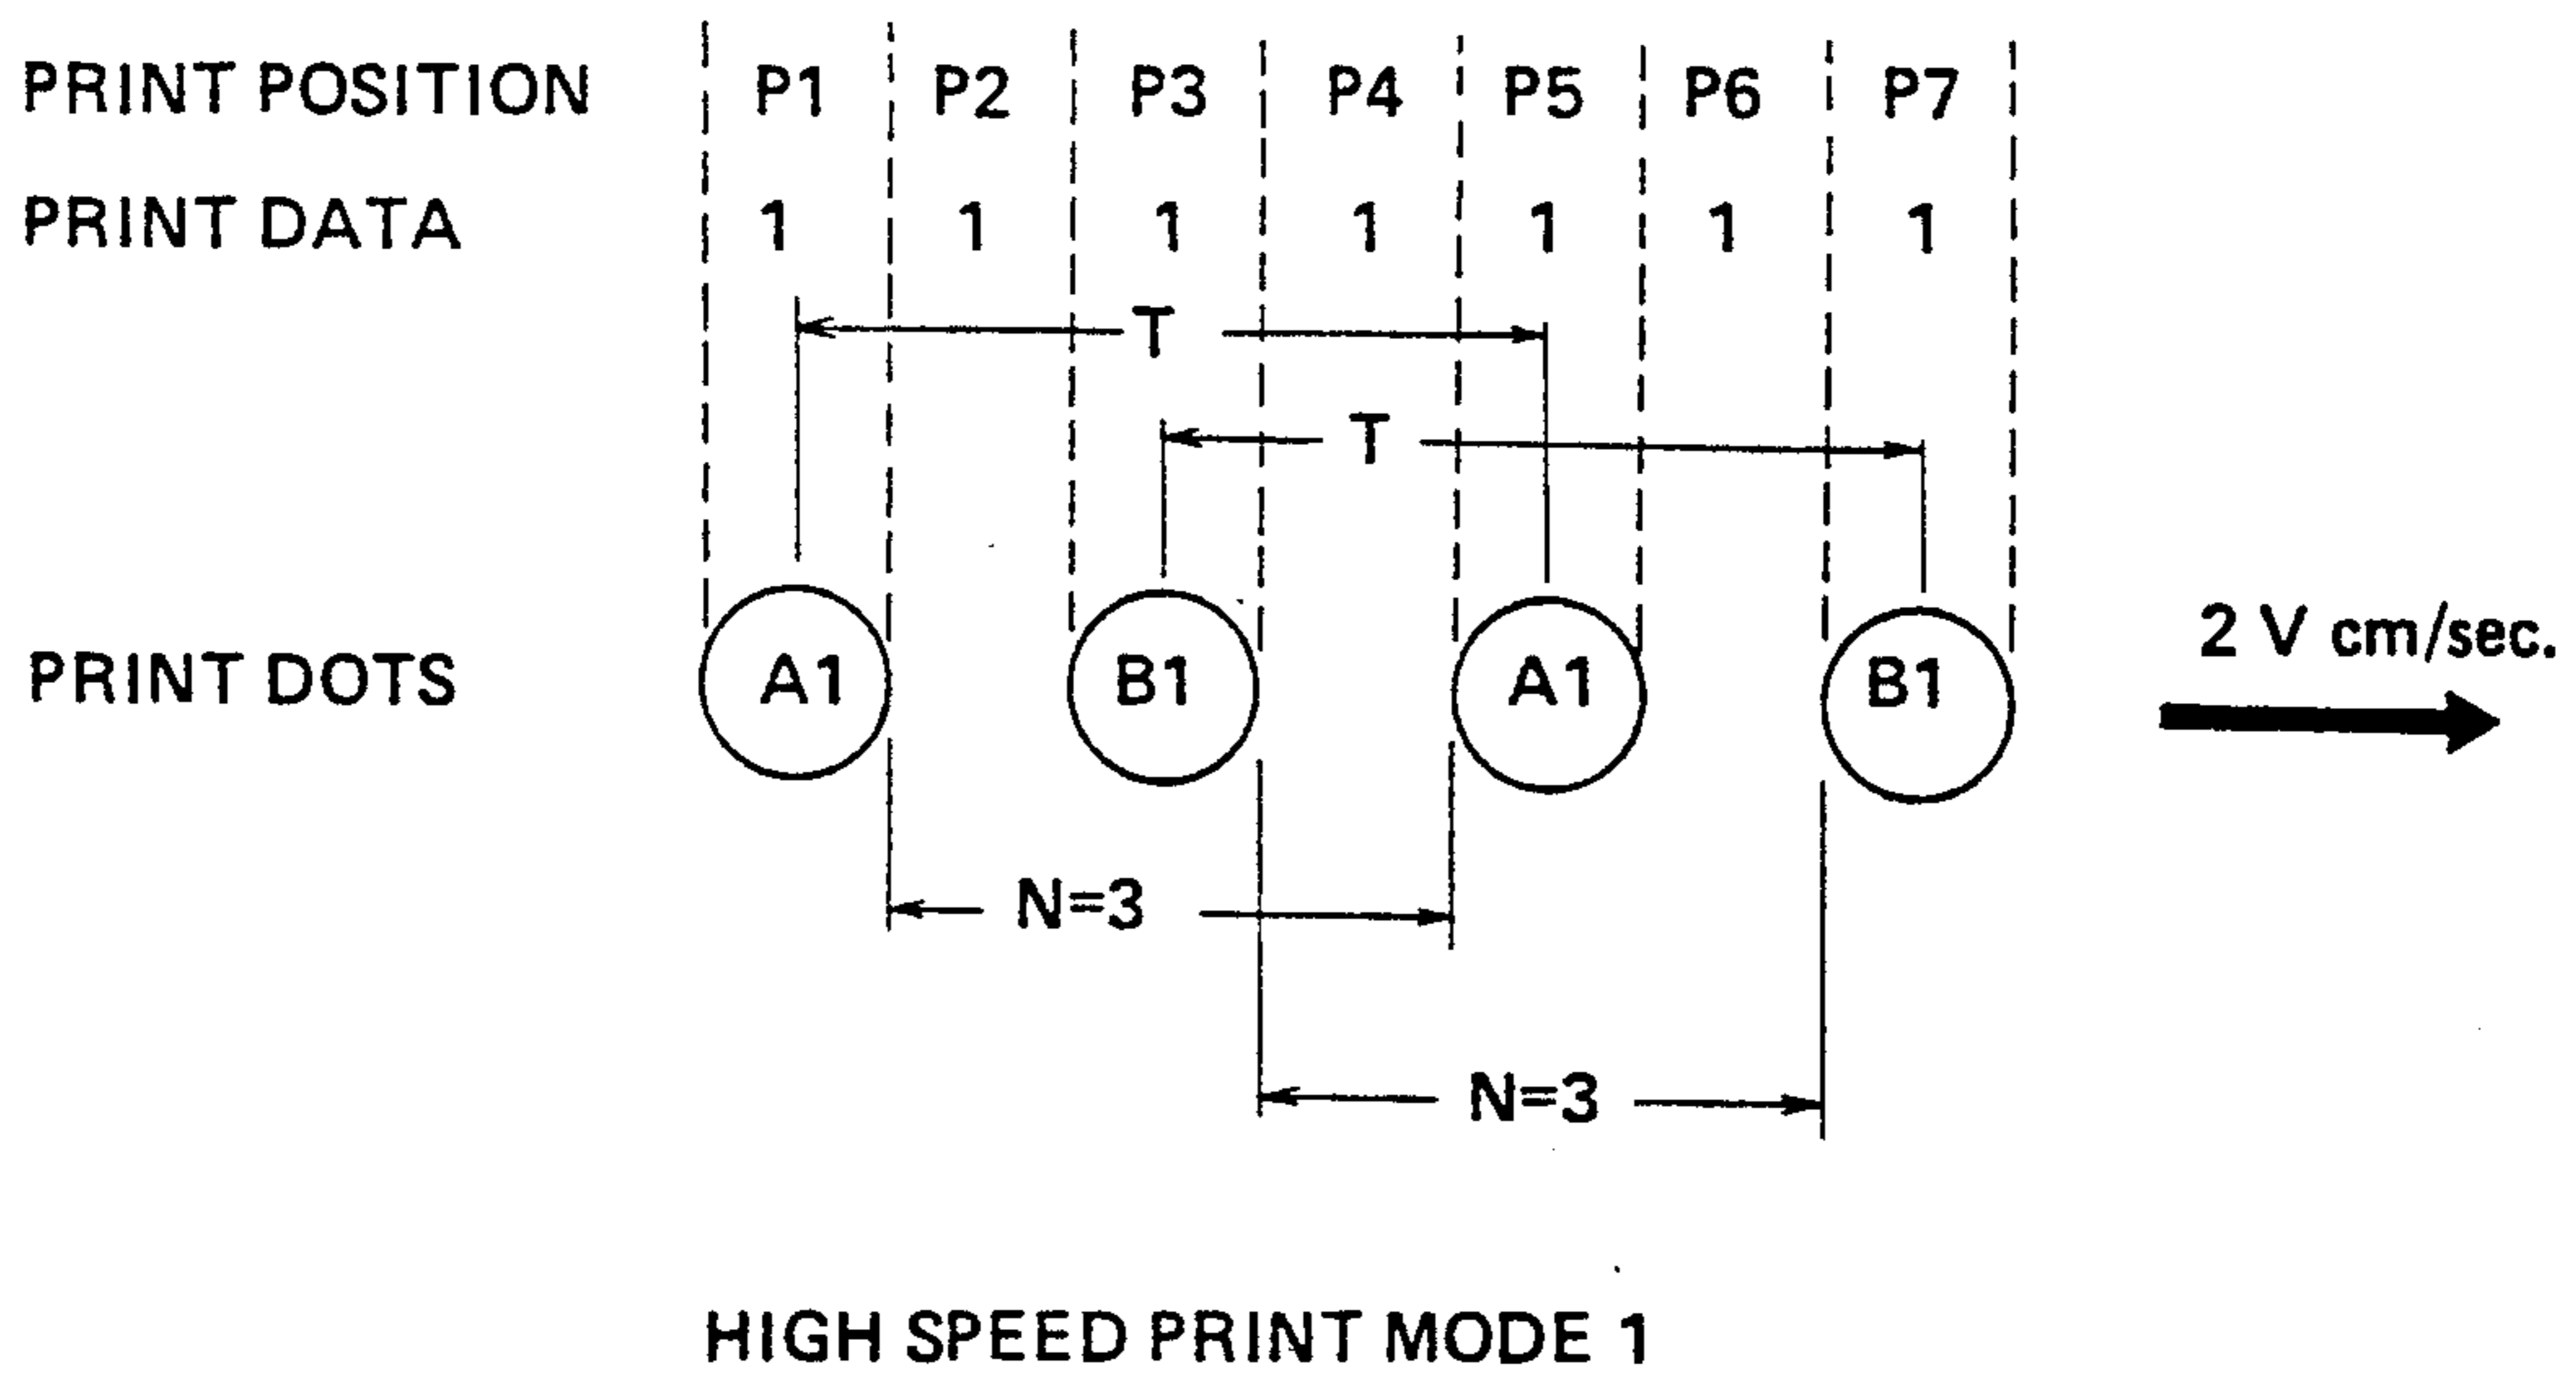 PRINT POSITION P1 P2 P3 P4 P5 P6 P7
PRINT DATA 1 1 1 1 1 1 1
T
T
PRINT DOTS A1 B1 A1 B1
2 V cm/sec.
N=3
N=3
HIGH SPEED PRINT MODE 1